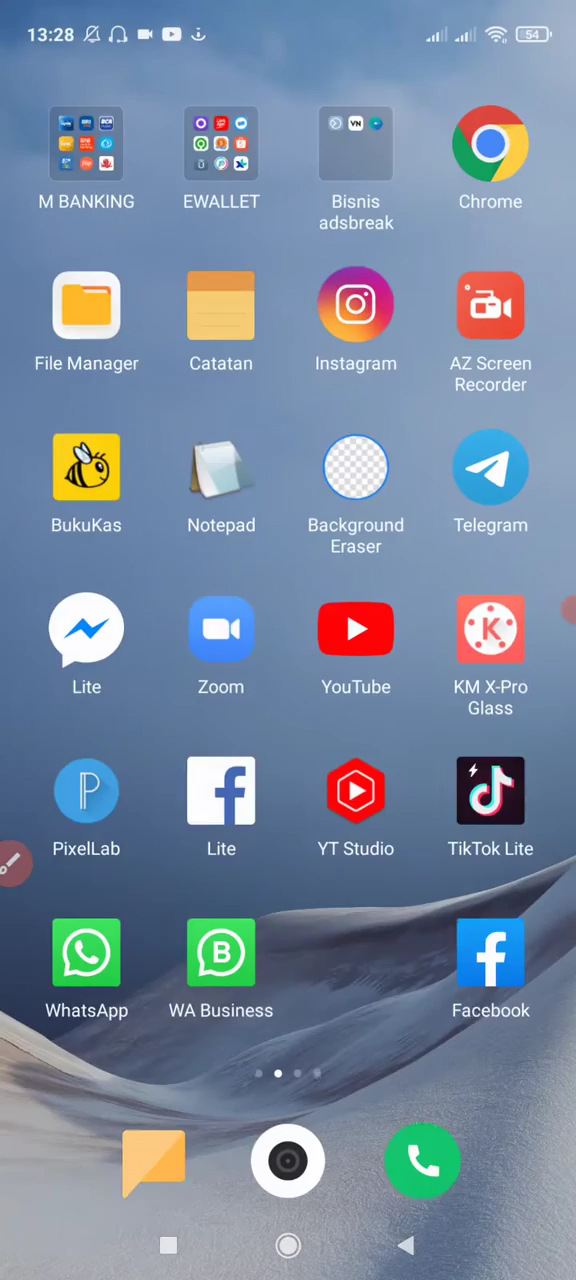 13:28
54
M BANKING
EWALLET
Bisnis
adsbreak
Chrome
File Manager
Catatan
Instagram
AZ Screen
Recorder
BukuKas
Notepad
Background
Eraser
Telegram
Lite
Zoom
YouTube
KM X-Pro
Glass
PixelLab
Lite
YT Studio
TikTok Lite
WhatsApp
WA Business
Facebook